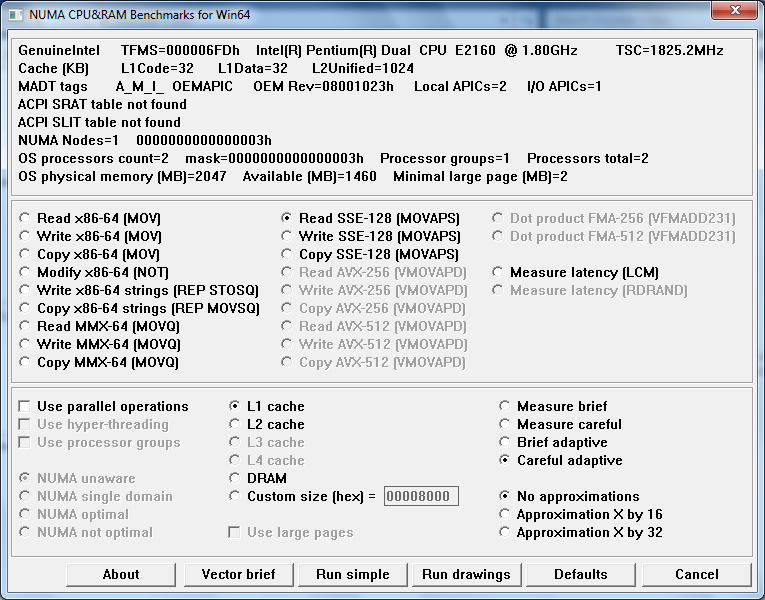 NUMA CPU&RAM Benchmarks for Win64
GenuineIntel TFMS=000006FDh Intel(R) Pentium(R) Dual CPU E2160 @ 1.80GHz TSC=1825.2MHz
Cache (KB) L1Code=32 L1Data=32 L2Unified=1024
MADT tags A_M_I_ OEMAPIC OEM Rev=08001023h Local APICs=2 I/O APICs=1
ACPI SRAT table not found
ACPI SLIT table not found
NUMA Nodes=1 0000000000000003h
OS processors count=2 mask=0000000000000003h Processor groups=1 Processors total=2
OS physical memory (MB)=2047 Available (MB)=1460 Minimal large page (MB)=2
Read x86-64 (MOV)
Write x86-64 (MOV)
Copy x86-64 (MOV)
Modify x86-64 (NOT)
Write x86-64 strings (REP STOSQ)
Copy x86-64 strings (REP MOVSQ)
Read MMX-64 (MOVQ)
Write MMX-64 (MOVQ)
Copy MMX-64 (MOVQ)
Read SSE-128 (MOVAPS)
Write SSE-128 (MOVAPS)
Copy SSE-128 (MOVAPS)
Read AVX-256 (VMOVAPD)
Write AVX-256 (VMOVAPD)
Copy AVX-256 (VMOVAPD)
Read AVX-512 (VMOVAPD)
Write AVX-512 (VMOVAPD)
Copy AVX-512 (VMOVAPD)
Dot product FMA-256 (VFMADD231)
Dot product FMA-512 (VFMADD231)
Measure latency (LCM)
Measure latency (RDRAND)
Use parallel operations
Use hyper-threading
Use processor groups
NUMA unaware
NUMA single domain
NUMA optimal
NUMA not optimal
L1 cache
L2 cache
L3 cache
L4 cache
DRAM
Custom size (hex) = 00008000
Use large pages
Measure brief
Measure careful
Brief adaptive
Careful adaptive
No approximations
Approximation X by 16
Approximation X by 32
About
Vector brief
Run simple
Run drawings
Defaults
Cancel